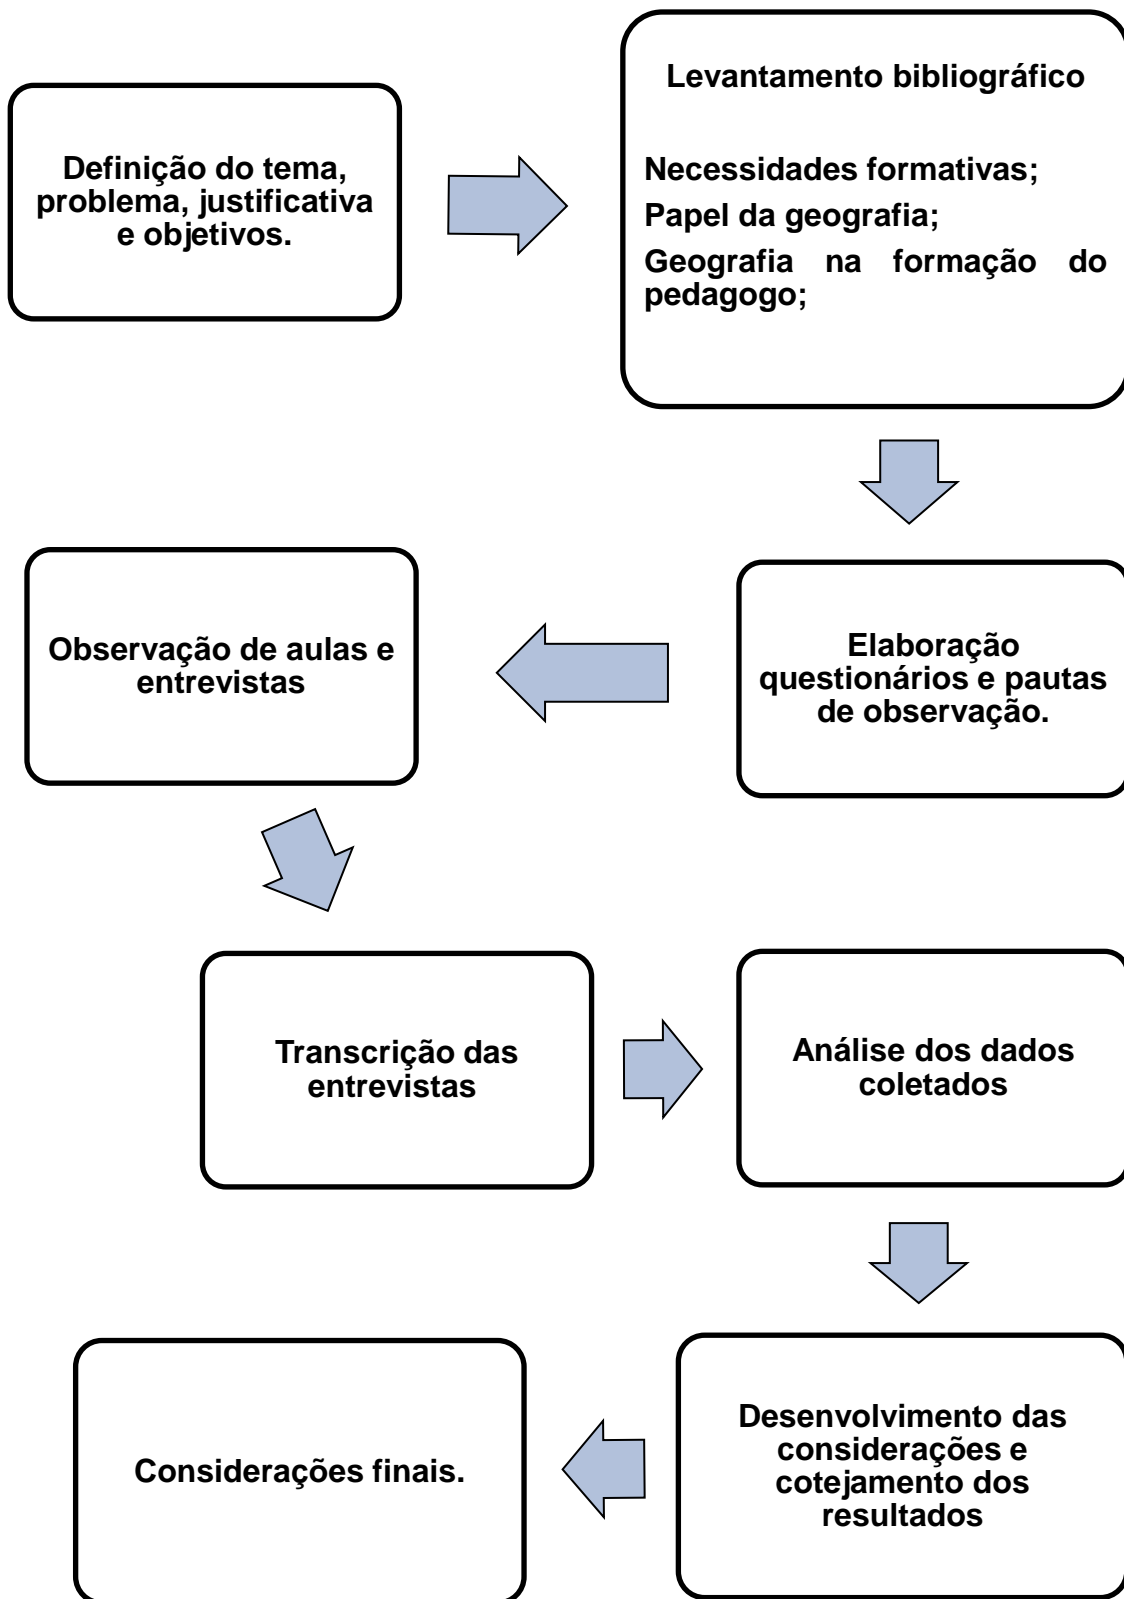 Definição do tema,
problema, justificativa
e objetivos.
Levantamento bibliográfico
Necessidades formativas;
Papel da geografia;
Geografia na formação do
pedagogo;
Elaboração
questionários e pautas
de observação.
Observação de aulas e
entrevistas
Transcrição das
entrevistas
Análise dos dados
coletados
Desenvolvimento das
considerações e
cotejamento dos
resultados
Considerações finais.